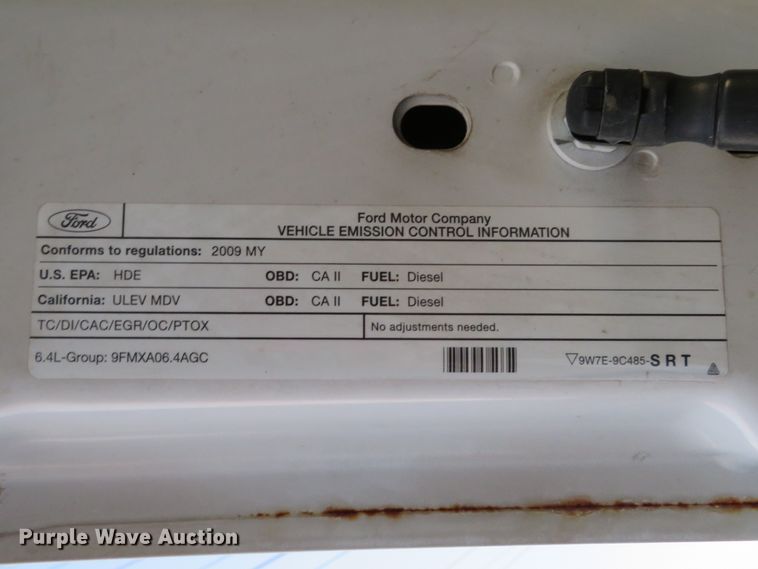 Ford
Ford Motor Company
VEHICLE EMISSION CONTROL INFORMATION
Conforms to regulations: 2009 MY
U.S. EPA: HDE OBD: CA II FUEL: Diesel
California: ULEV MDV OBD: CA II FUEL: Diesel
TC/DI/CAC/EGR/OC/PTOX No adjustments needed.
6.4L-Group: 9FMXA06.4AGC 9W7E-9C485-SRT
Purple Wave Auction